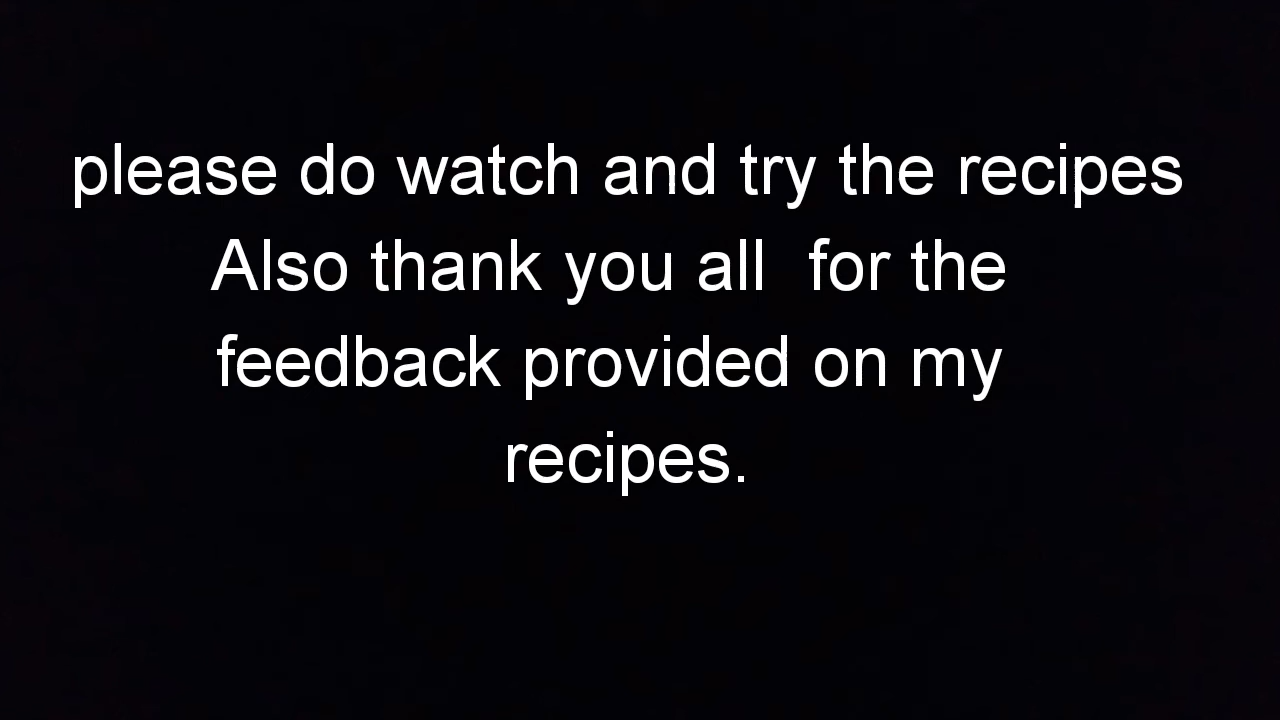 please do watch and try the recipes
Also thank you all  for the
feedback provided on my
recipes.